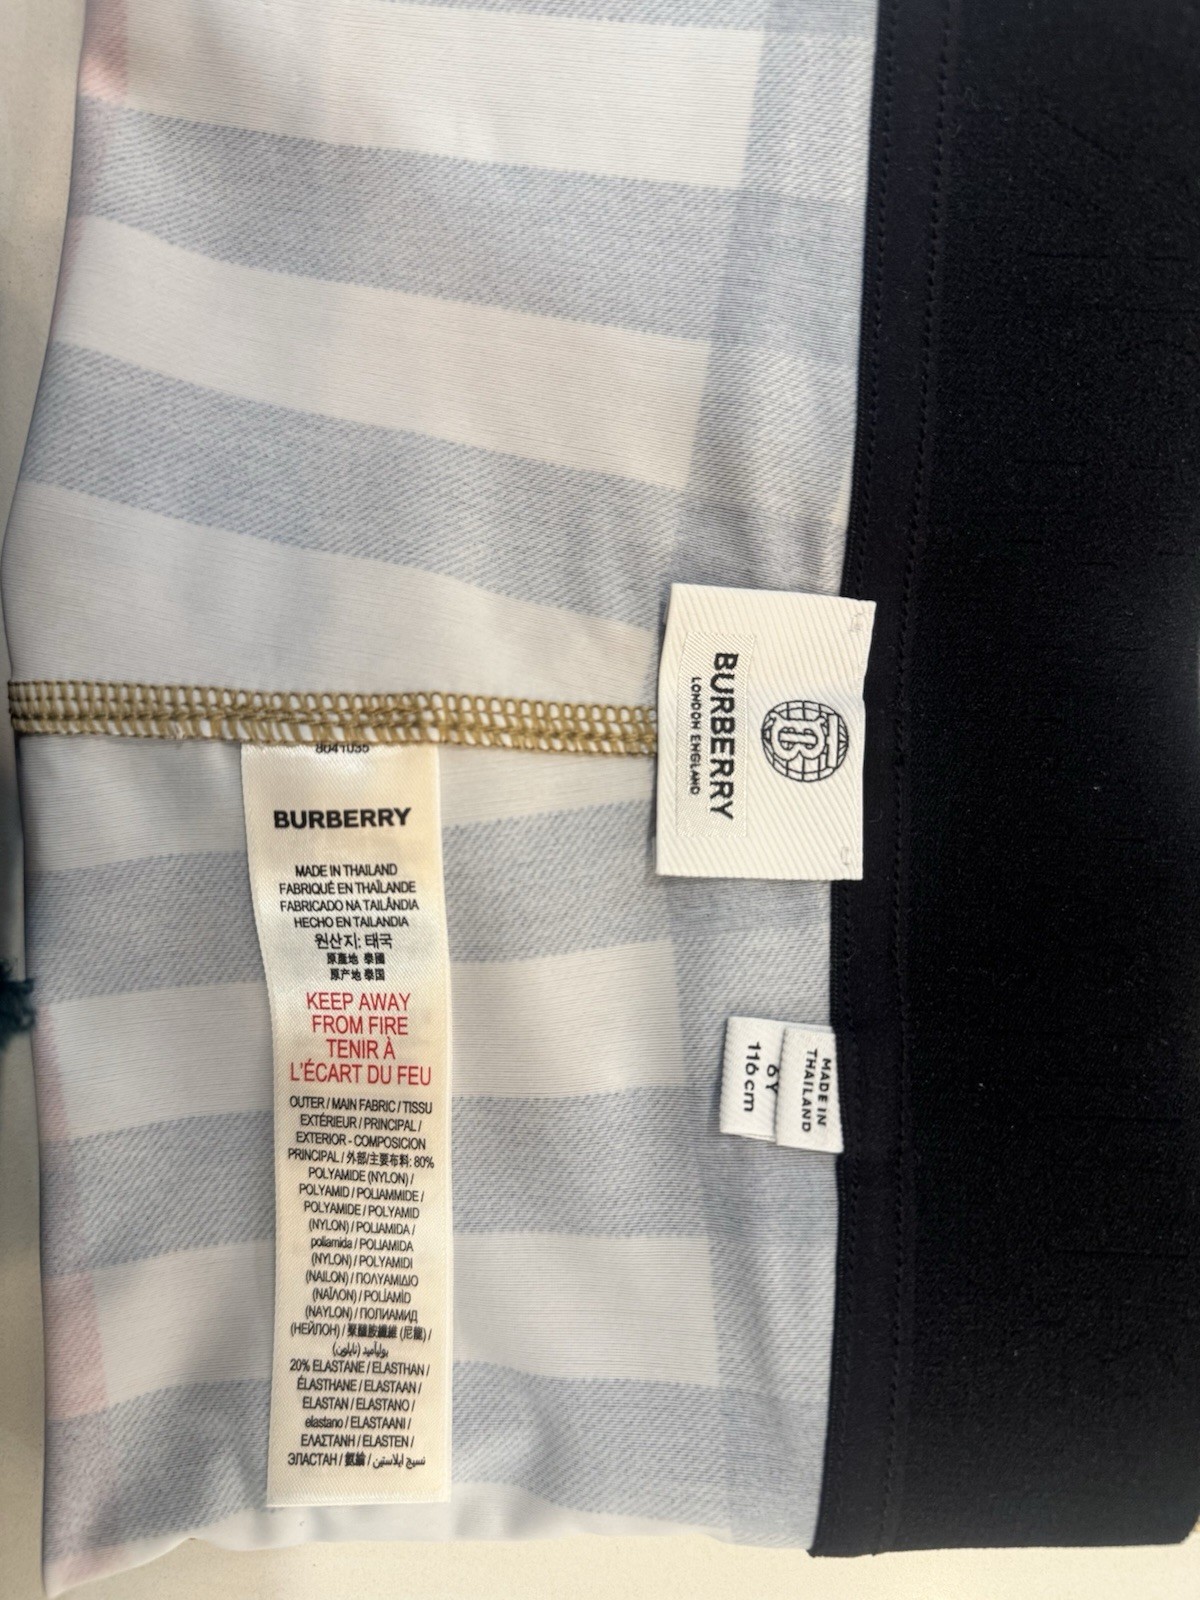 8041035
BURBERRY
MADE IN THAILAND
FABRIQUÉ EN THAÏLANDE
FABRICADO NA TAILÂNDIA
HECHO EN TAILANDIA
원산지: 태국
原產地 泰國
原产地 泰国
KEEP AWAY
FROM FIRE
TENIR À
L'ÉCART DU FEU
OUTER / MAIN FABRIC / TISSU
EXTÉRIEUR / PRINCIPAL /
EXTERIOR - COMPOSICION
PRINCIPAL / 外部/主要布料: 80%
POLYAMIDE (NYLON) /
POLYAMID / POLIAMMIDE /
POLYAMIDE / POLYAMID
(NYLON) / POLIAMIDA /
poliamida / POLIAMIDA
(NYLON) / POLYAMIDI
(NAILON) / ΠΟΛΥΑΜΙΔΙΟ
(ΝΑΪΛΟΝ) / POLİAMİD
(NAYLON) / ПОЛИАМИД
(НЕЙЛОН) / 聚醯胺纖維 (尼龍) /
بولیأمید (نایلون)
20% ELASTANE / ELASTHAN /
ÉLASTHANE / ELASTAAN /
ELASTAN / ELASTANO /
elastano / ELASTAANI /
ΕΛΑΣΤΑΝΗ / ELASTEN /
ЭЛАСТАН / 氨綸 / نسيج ايلاستين
BURBERRY
LONDON ENGLAND
MADE IN
THAILAND
6Y
116 cm